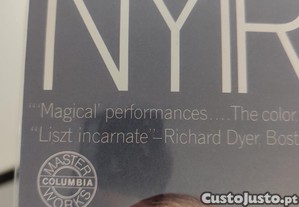 NYIR
"'Magical' performances....The color,
"Liszt incarnate"–Richard Dyer, Bost
MASTER
COLUMBIA
WORKS
CustoJusto.pt